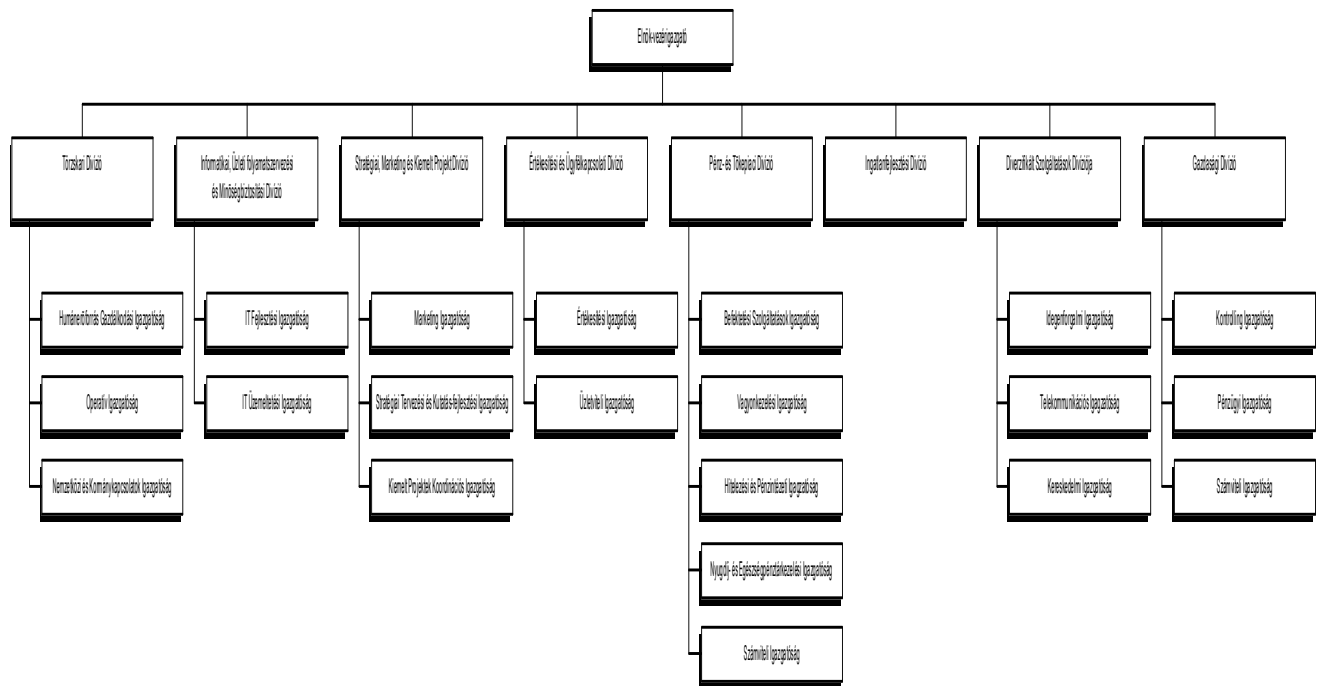 Elnök-vezérigazgató
Törzskari Divízió
Informatikai, Üzleti folyamatszervezési
és Minőségbiztosítási Divízió
Stratégiai, Marketing és Kiemelt Projekt Divízió
Értékesítési és Ügyfélkapcsolati Divízió
Pénz- és Tőkepiaci Divízió
Ingatlanfejlesztési Divízió
Diverzifikált Szolgáltatások Divíziója
Gazdasági Divízió
Humánerőforrás Gazdálkodási Igazgatóság
IT Fejlesztési Igazgatóság
Marketing Igazgatóság
Értékesítési Igazgatóság
Befektetési Szolgáltatások Igazgatóság
Idegenforgalmi Igazgatóság
Kontrolling Igazgatóság
Operatív Igazgatóság
IT Üzemeltetési Igazgatóság
Stratégiai Tervezési és Kutatás-fejlesztési Igazgatóság
Üzletviteli Igazgatóság
Vagyonkezelési Igazgatóság
Telekommunikációs Igagzatóság
Pénzügyi Igazgatóság
Nemzetközi és Kormánykapcsolatok Igazgatóság
Kiemelt Projektek Koordinációs Igazgatóság
Hitelezési és Pénzintézeti Igagzatóság
Kereskedelmi Igazgatóság
Számviteli Igazgatóság
Nyugdíj- és Egészségpénztárkezelési Igazgatóság
Számviteli Igazgatóság